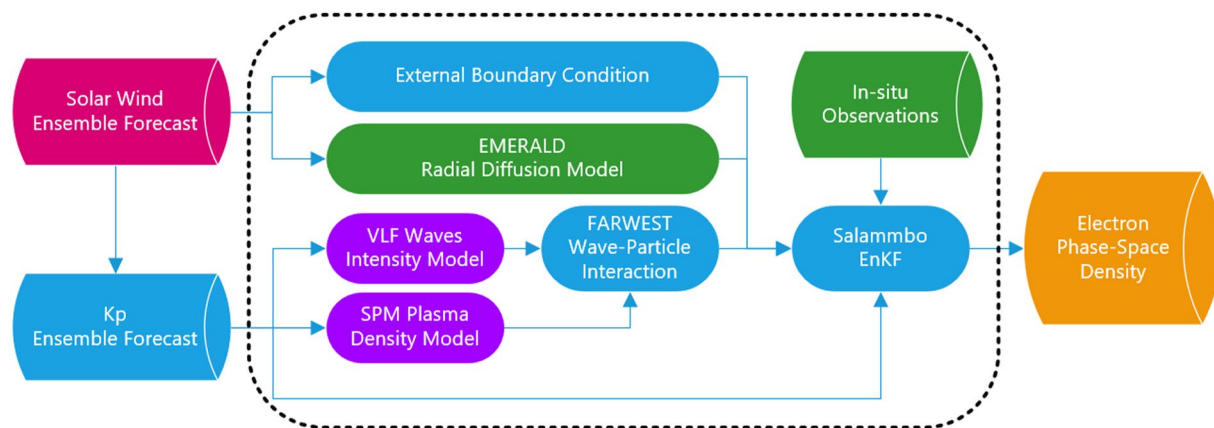 Solar Wind
Ensemble Forecast
External Boundary Condition
In-situ
Observations
EMERALD
Radial Diffusion Model
VLF Waves
Intensity Model
FARWEST
Wave-Particle
Interaction
Salammbo
EnKF
Electron
Phase-Space
Density
Kp
Ensemble Forecast
SPM Plasma
Density Model